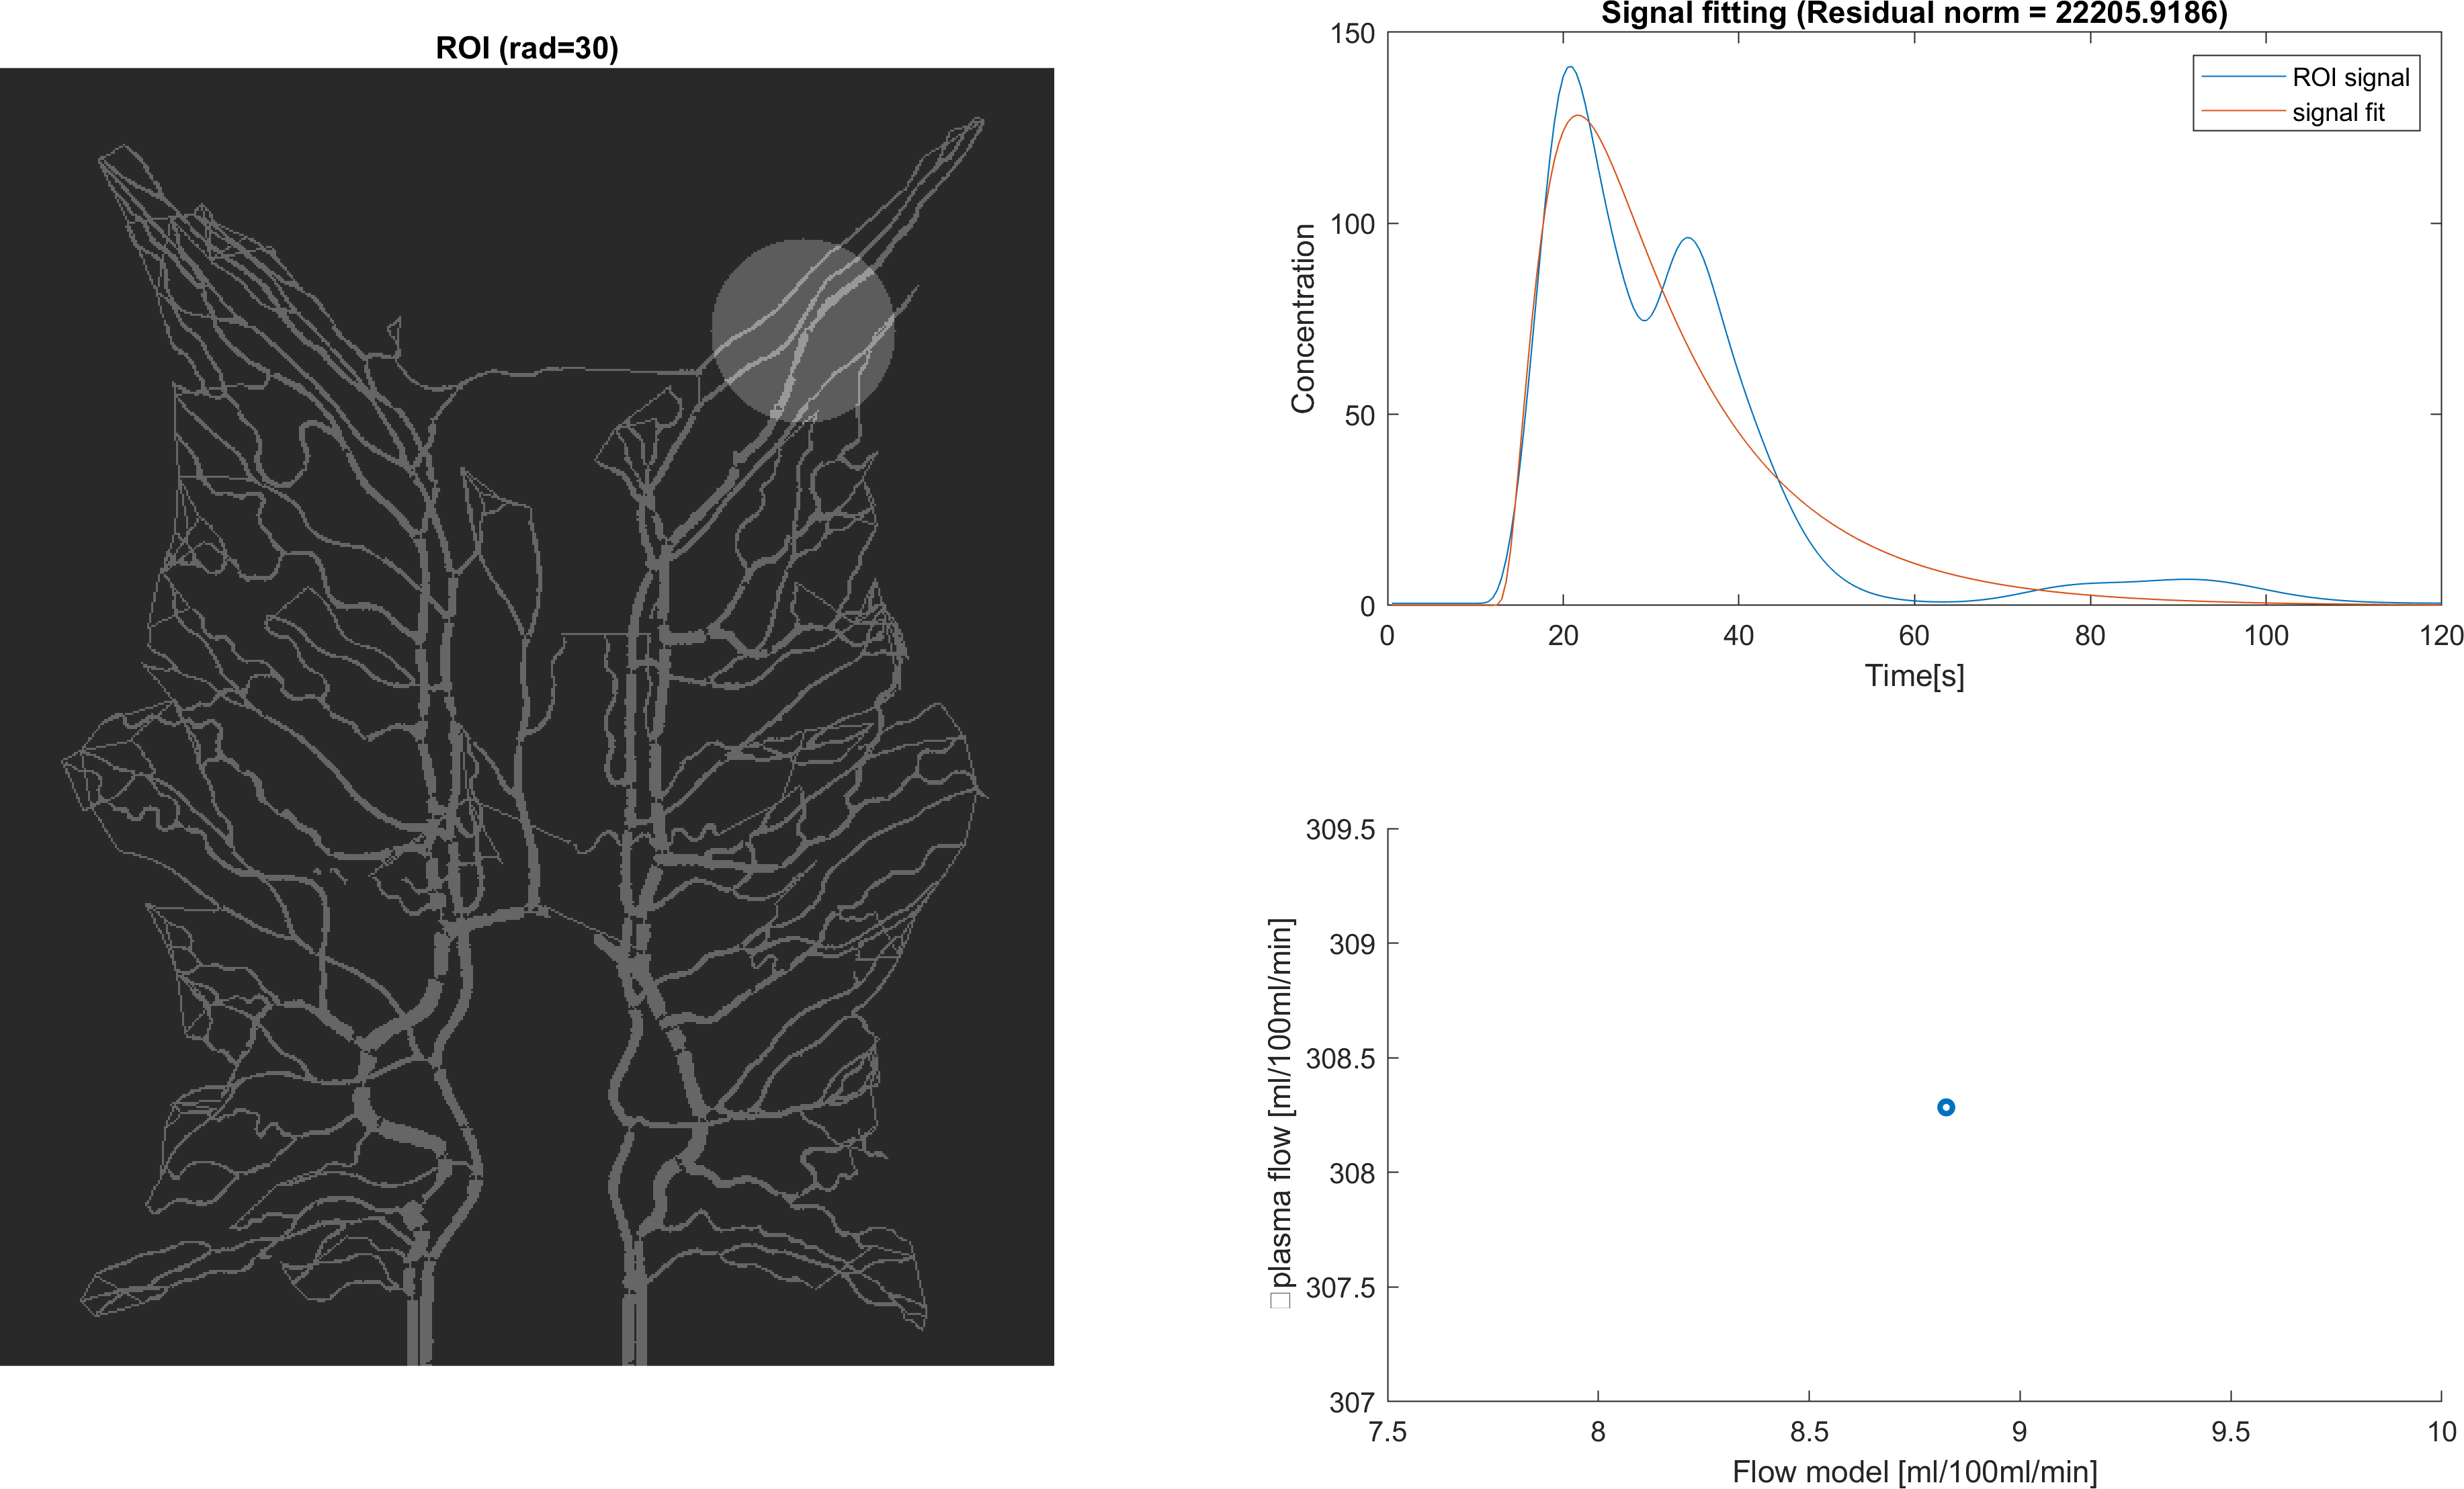 ROI (rad=30)
Signal fitting (Residual norm = 22205.9186)
150
100
50
0
Concentration
ROI signal
signal fit
0 20 40 60 80 100 120
Time[s]
309.5
309
308.5
308
307.5
307
□plasma flow [ml/100ml/min]
7.5 8 8.5 9 9.5 10
Flow model [ml/100ml/min]